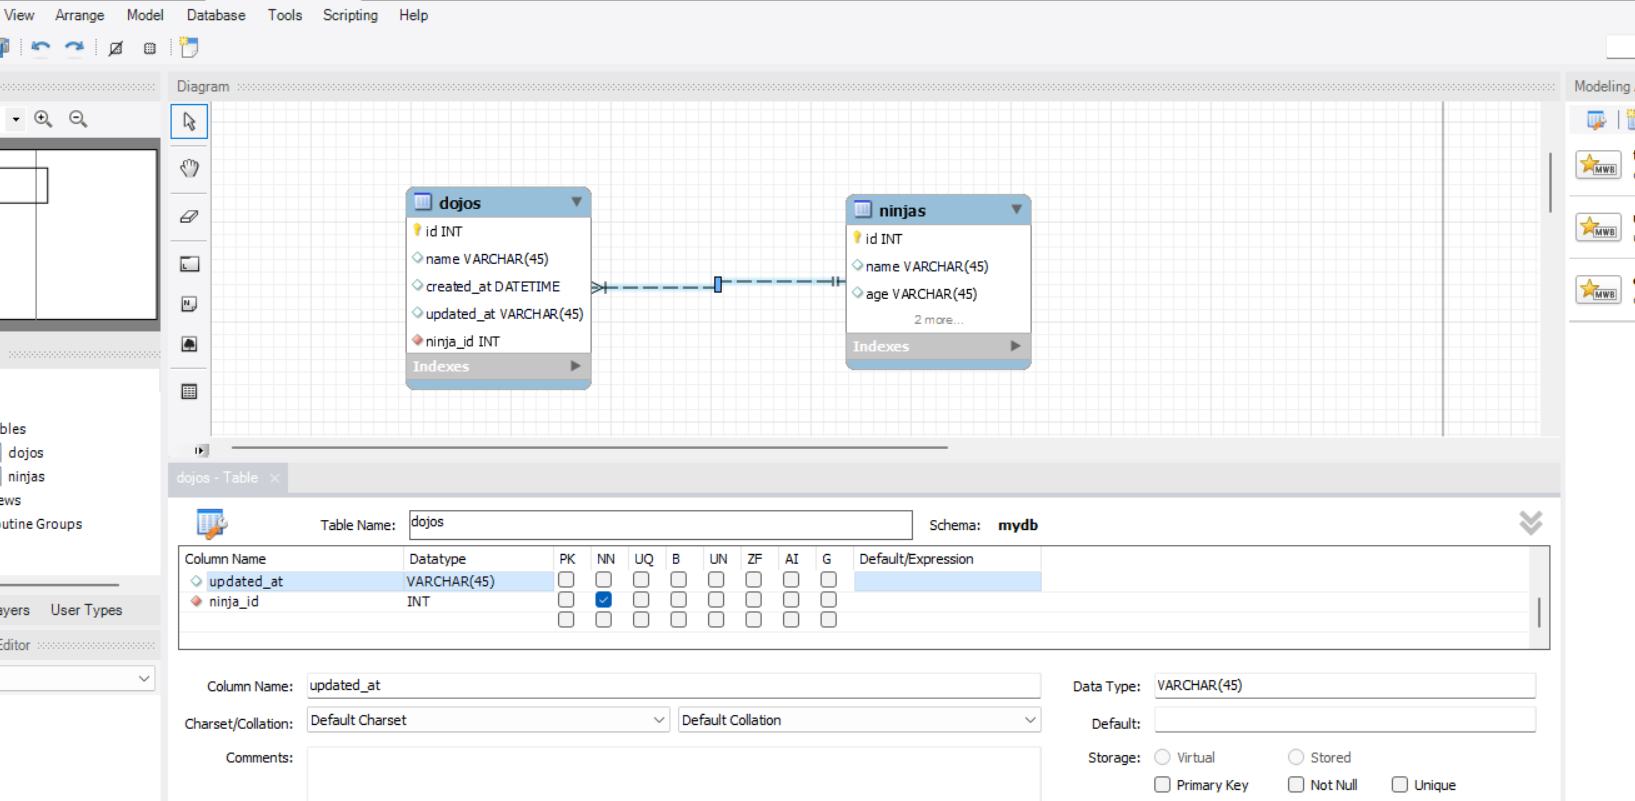 View Arrange Model Database Tools Scripting Help
Diagram
Modeling
dojos
id INT
name VARCHAR(45)
created_at DATETIME
updated_at VARCHAR(45)
ninja_id INT
Indexes
ninjas
id INT
name VARCHAR(45)
age VARCHAR(45)
2 more...
Indexes
MWB
MWB
MWB
bles
dojos
ninjas
ews
utine Groups
ayers User Types
Editor
dojos - Table
Table Name: dojos Schema: mydb
Column Name Datatype PK NN UQ B UN ZF AI G Default/Expression
updated_at VARCHAR(45)
ninja_id INT
Column Name: updated_at Data Type: VARCHAR(45)
Charset/Collation: Default Charset Default Collation Default:
Comments: Storage: Virtual Stored
Primary Key Not Null Unique